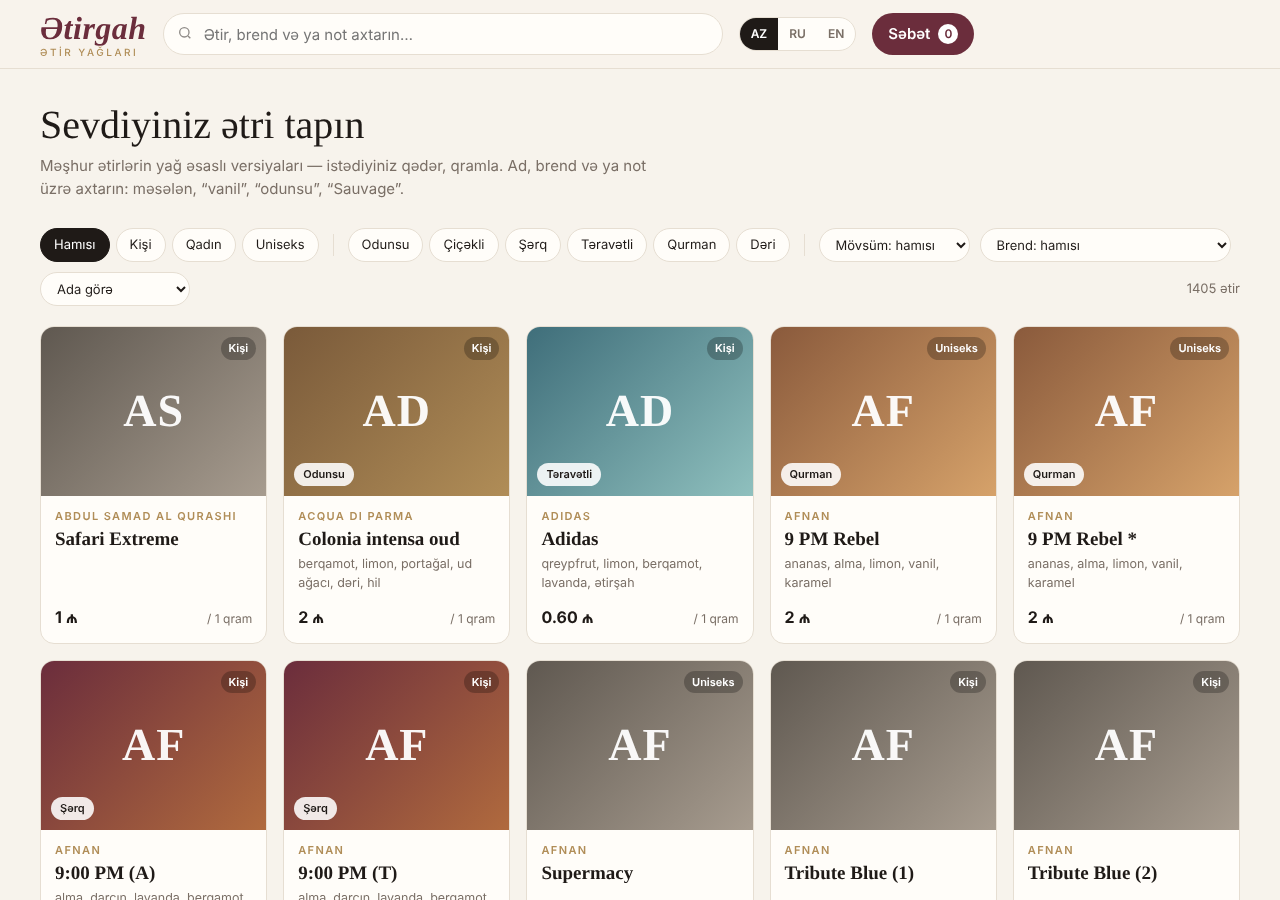 Ətirgah
ƏTİR YAĞLARI
Ətir, brend və ya not axtarın...
AZ RU EN
Səbət 0
Sevdiyiniz ətri tapın
Məşhur ətirlərin yağ əsaslı versiyaları — istədiyiniz qədər, qramla. Ad, brend və ya not
üzrə axtarın: məsələn, “vanil”, “odunsu”, “Sauvage”.
Hamısı Kişi Qadın Uniseks Odunsu Çiçəkli Şərq Təravətli Qurman Dəri Mövsüm: hamısı Brend: hamısı
Ada görə
1405 ətir
Kişi
AS
ABDUL SAMAD AL QURASHI
Safari Extreme
1 ₼ / 1 qram
Kişi
AD
Odunsu
ACQUA DI PARMA
Colonia intensa oud
berqamot, limon, portağal, ud
ağacı, dəri, hil
2 ₼ / 1 qram
Kişi
AD
Təravətli
ADIDAS
Adidas
qreypfrut, limon, berqamot,
lavanda, ətirşah
0.60 ₼ / 1 qram
Uniseks
AF
Qurman
AFNAN
9 PM Rebel
ananas, alma, limon, vanil,
karamel
2 ₼ / 1 qram
Uniseks
AF
Qurman
AFNAN
9 PM Rebel *
ananas, alma, limon, vanil,
karamel
2 ₼ / 1 qram
Kişi
AF
Şərq
AFNAN
9:00 PM (A)
alma, darçın, lavanda, berqamot,
Kişi
AF
Şərq
AFNAN
9:00 PM (T)
alma, darçın, lavanda, berqamot,
Uniseks
AF
AFNAN
Supermacy
Kişi
AF
AFNAN
Tribute Blue (1)
Kişi
AF
AFNAN
Tribute Blue (2)